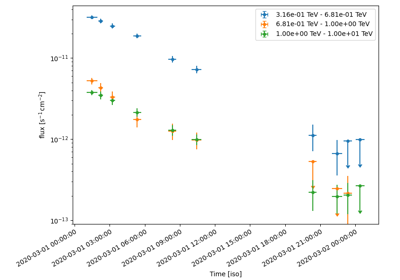 3.16e-01 TeV - 6.81e-01 TeV
6.81e-01 TeV - 1.00e+00 TeV
1.00e+00 TeV - 1.00e+01 TeV
10⁻¹¹
10⁻¹²
10⁻¹³
flux [s⁻¹ cm⁻²]
2020-03-01 00:00:00
2020-03-01 03:00:00
2020-03-01 06:00:00
2020-03-01 09:00:00
2020-03-01 12:00:00
2020-03-01 15:00:00
2020-03-01 18:00:00
2020-03-01 21:00:00
2020-03-02 00:00:00
Time [iso]